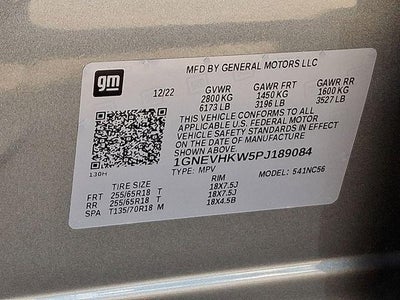 gm
MFD BY GENERAL MOTORS LLC
12/22
GVWR GAWR FRT GAWR RR
2800 KG 1450 KG 1600 KG
6173 LB 3196 LB 3527 LB
THIS VEHICLE CONFORMS TO ALL
APPLICABLE U.S. FEDERAL MOTOR
VEHICLE SAFETY STANDARDS IN EFFECT
ON THE DATE OF MANUFACTURE
SHOWN ABOVE.
1GNEVHKW5PJ189084
130H
TYPE: MPV MODEL: 541NC56
TIRE SIZE RIM
FRT 255/65R18 T 18X7.5J
RR 255/65R18 T 18X7.5J
SPA T135/70R18 M 18X4.5B